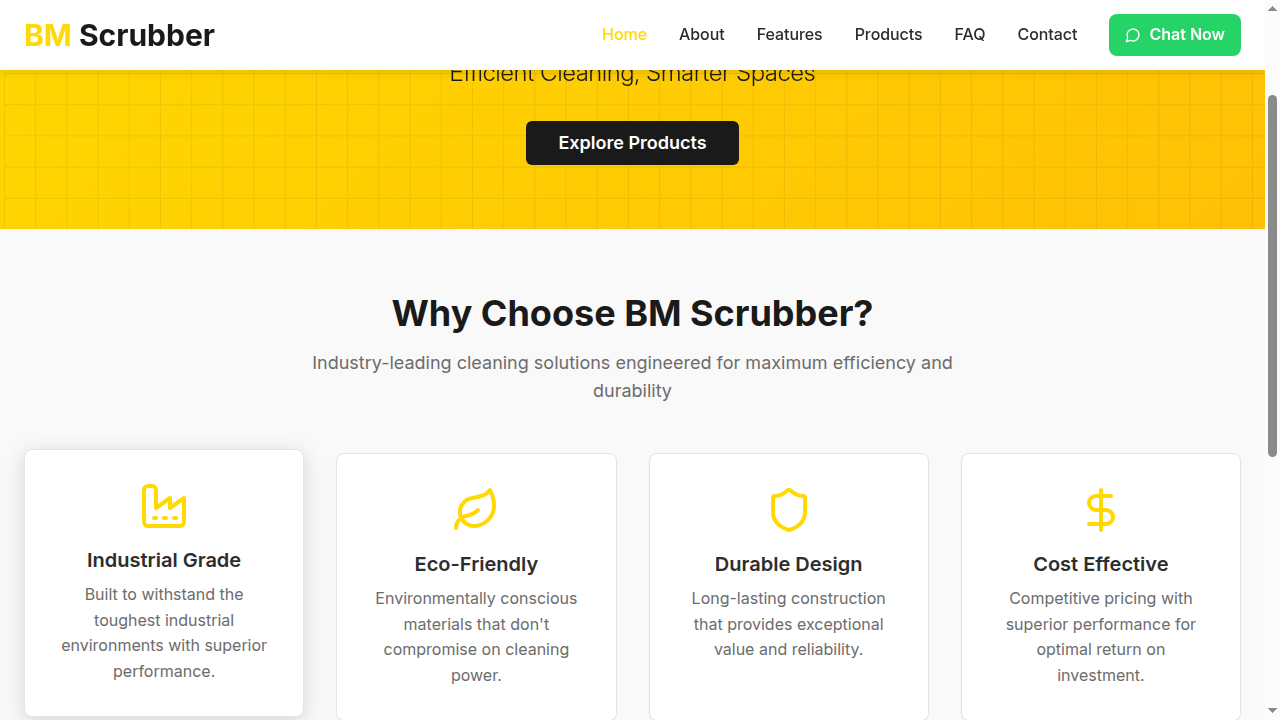 BM Scrubber
Home
About
Features
Products
FAQ
Contact
Chat Now
Efficient Cleaning, Smarter Spaces
Explore Products
Why Choose BM Scrubber?
Industry-leading cleaning solutions engineered for maximum efficiency and
durability
Industrial Grade
Built to withstand the
toughest industrial
environments with superior
performance.
Eco-Friendly
Environmentally conscious
materials that don't
compromise on cleaning
power.
Durable Design
Long-lasting construction
that provides exceptional
value and reliability.
Cost Effective
Competitive pricing with
superior performance for
optimal return on
investment.